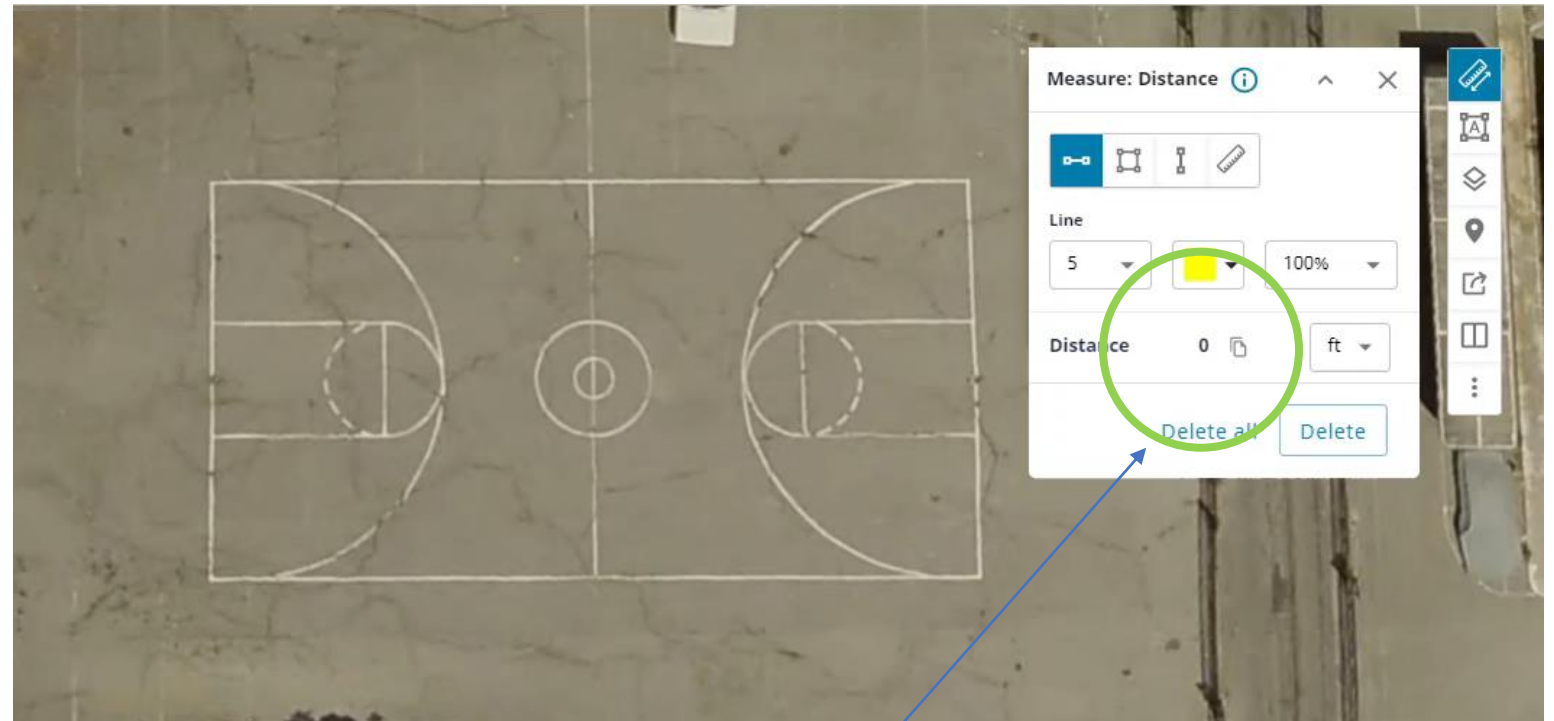 Measure: Distance
Line
5 100%
Distance 0 ft
Delete all Delete